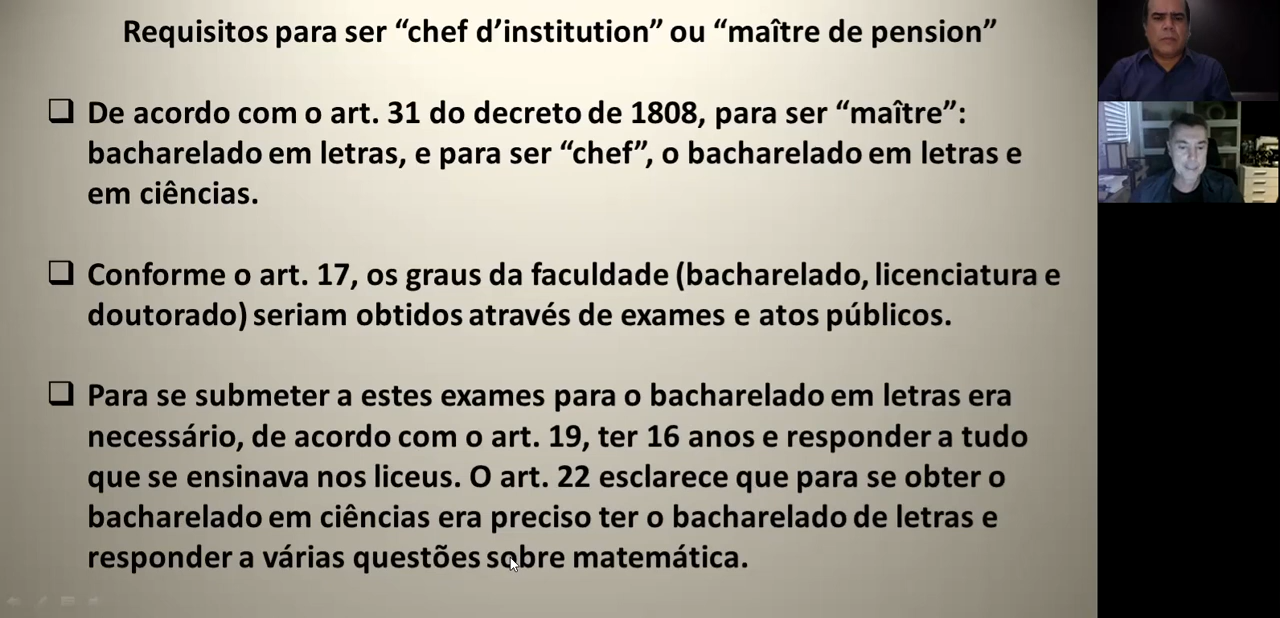 Requisitos para ser “chef d’institution” ou “maître de pension”
De acordo com o art. 31 do decreto de 1808, para ser “maître”:
bacharelado em letras, e para ser “chef”, o bacharelado em letras e
em ciências.
Conforme o art. 17, os graus da faculdade (bacharelado, licenciatura e
doutorado) seriam obtidos através de exames e atos públicos.
Para se submeter a estes exames para o bacharelado em letras era
necessário, de acordo com o art. 19, ter 16 anos e responder a tudo
que se ensinava nos liceus. O art. 22 esclarece que para se obter o
bacharelado em ciências era preciso ter o bacharelado de letras e
responder a várias questões sobre matemática.